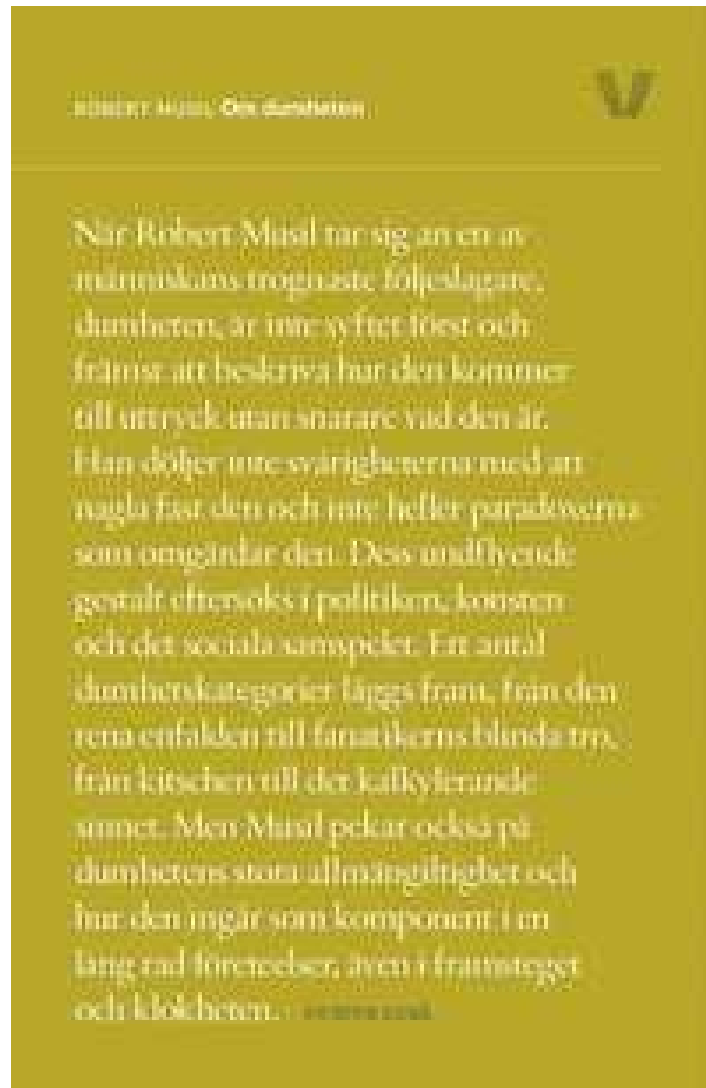 ROBERT MUSIL Om dumheten
V
När Robert Musil tar sig an en av
människans trognaste följeslagare,
dumheten, är inte syftet först och
främst att beskriva hur den kommer
till uttryck utan snarare vad den är.
Han döljer inte svårigheterna med att
nagla fast den och inte heller paradoxerna
som omgärdar den. Dess undflyende
gestalt eftersöks i politiken, konsten
och det sociala samspelet. Ett antal
dumhetskategorier läggs fram, från den
rena enfalden till fanatikerns blinda tro,
från kitschen till det kalkylerande
sinnet. Men Musil pekar också på
dumhetens stora allmängiltighet och
hur den ingår som komponent i en
lång rad företeelser, även i framsteget
och klokheten.